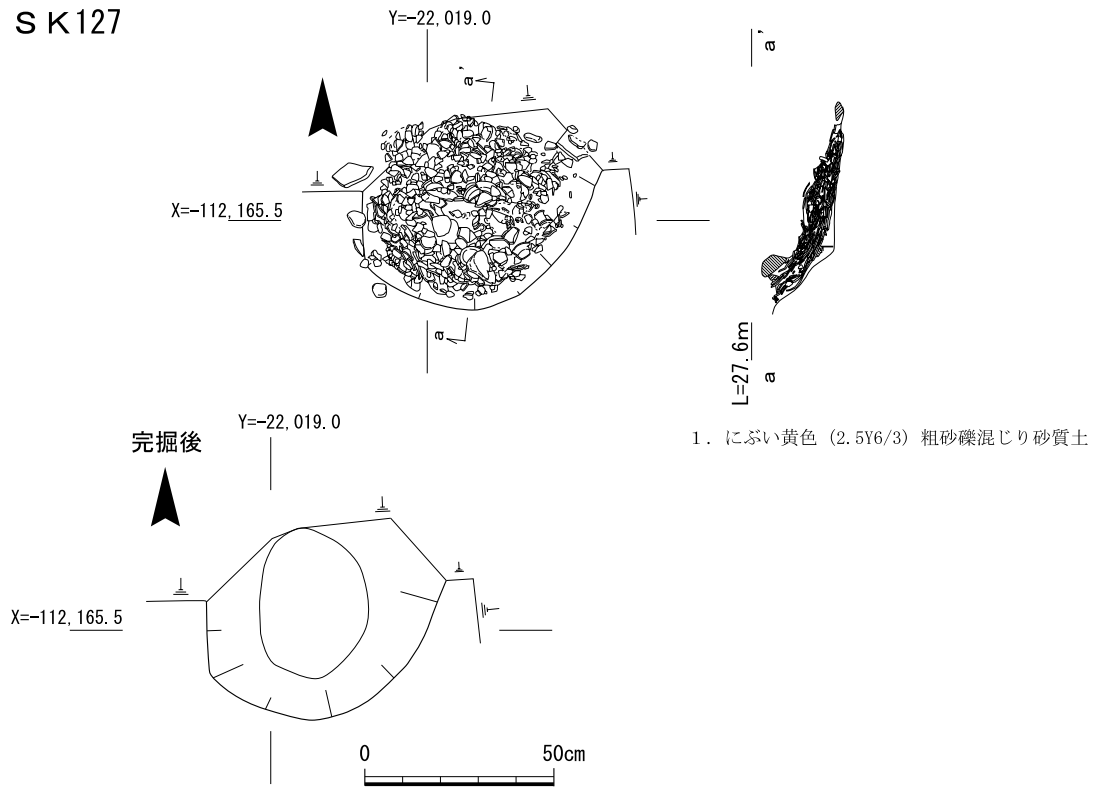 ＳＫ127
Y=-22,019.0
a'
a'
X=-112,165.5
a
L=27.6m
a
1. にぶい黄色（2.5Y6/3）粗砂礫混じり砂質土
完掘後
Y=-22,019.0
X=-112,165.5
0 50cm